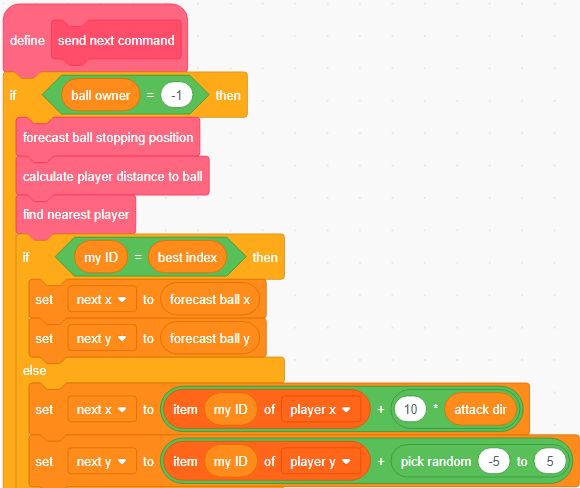 define send next command
if ball owner = -1 then
forecast ball stopping position
calculate player distance to ball
find nearest player
if my ID = best index then
set next x to forecast ball x
set next y to forecast ball y
else
set next x to item my ID of player x + 10 * attack dir
set next y to item my ID of player y + pick random -5 to 5